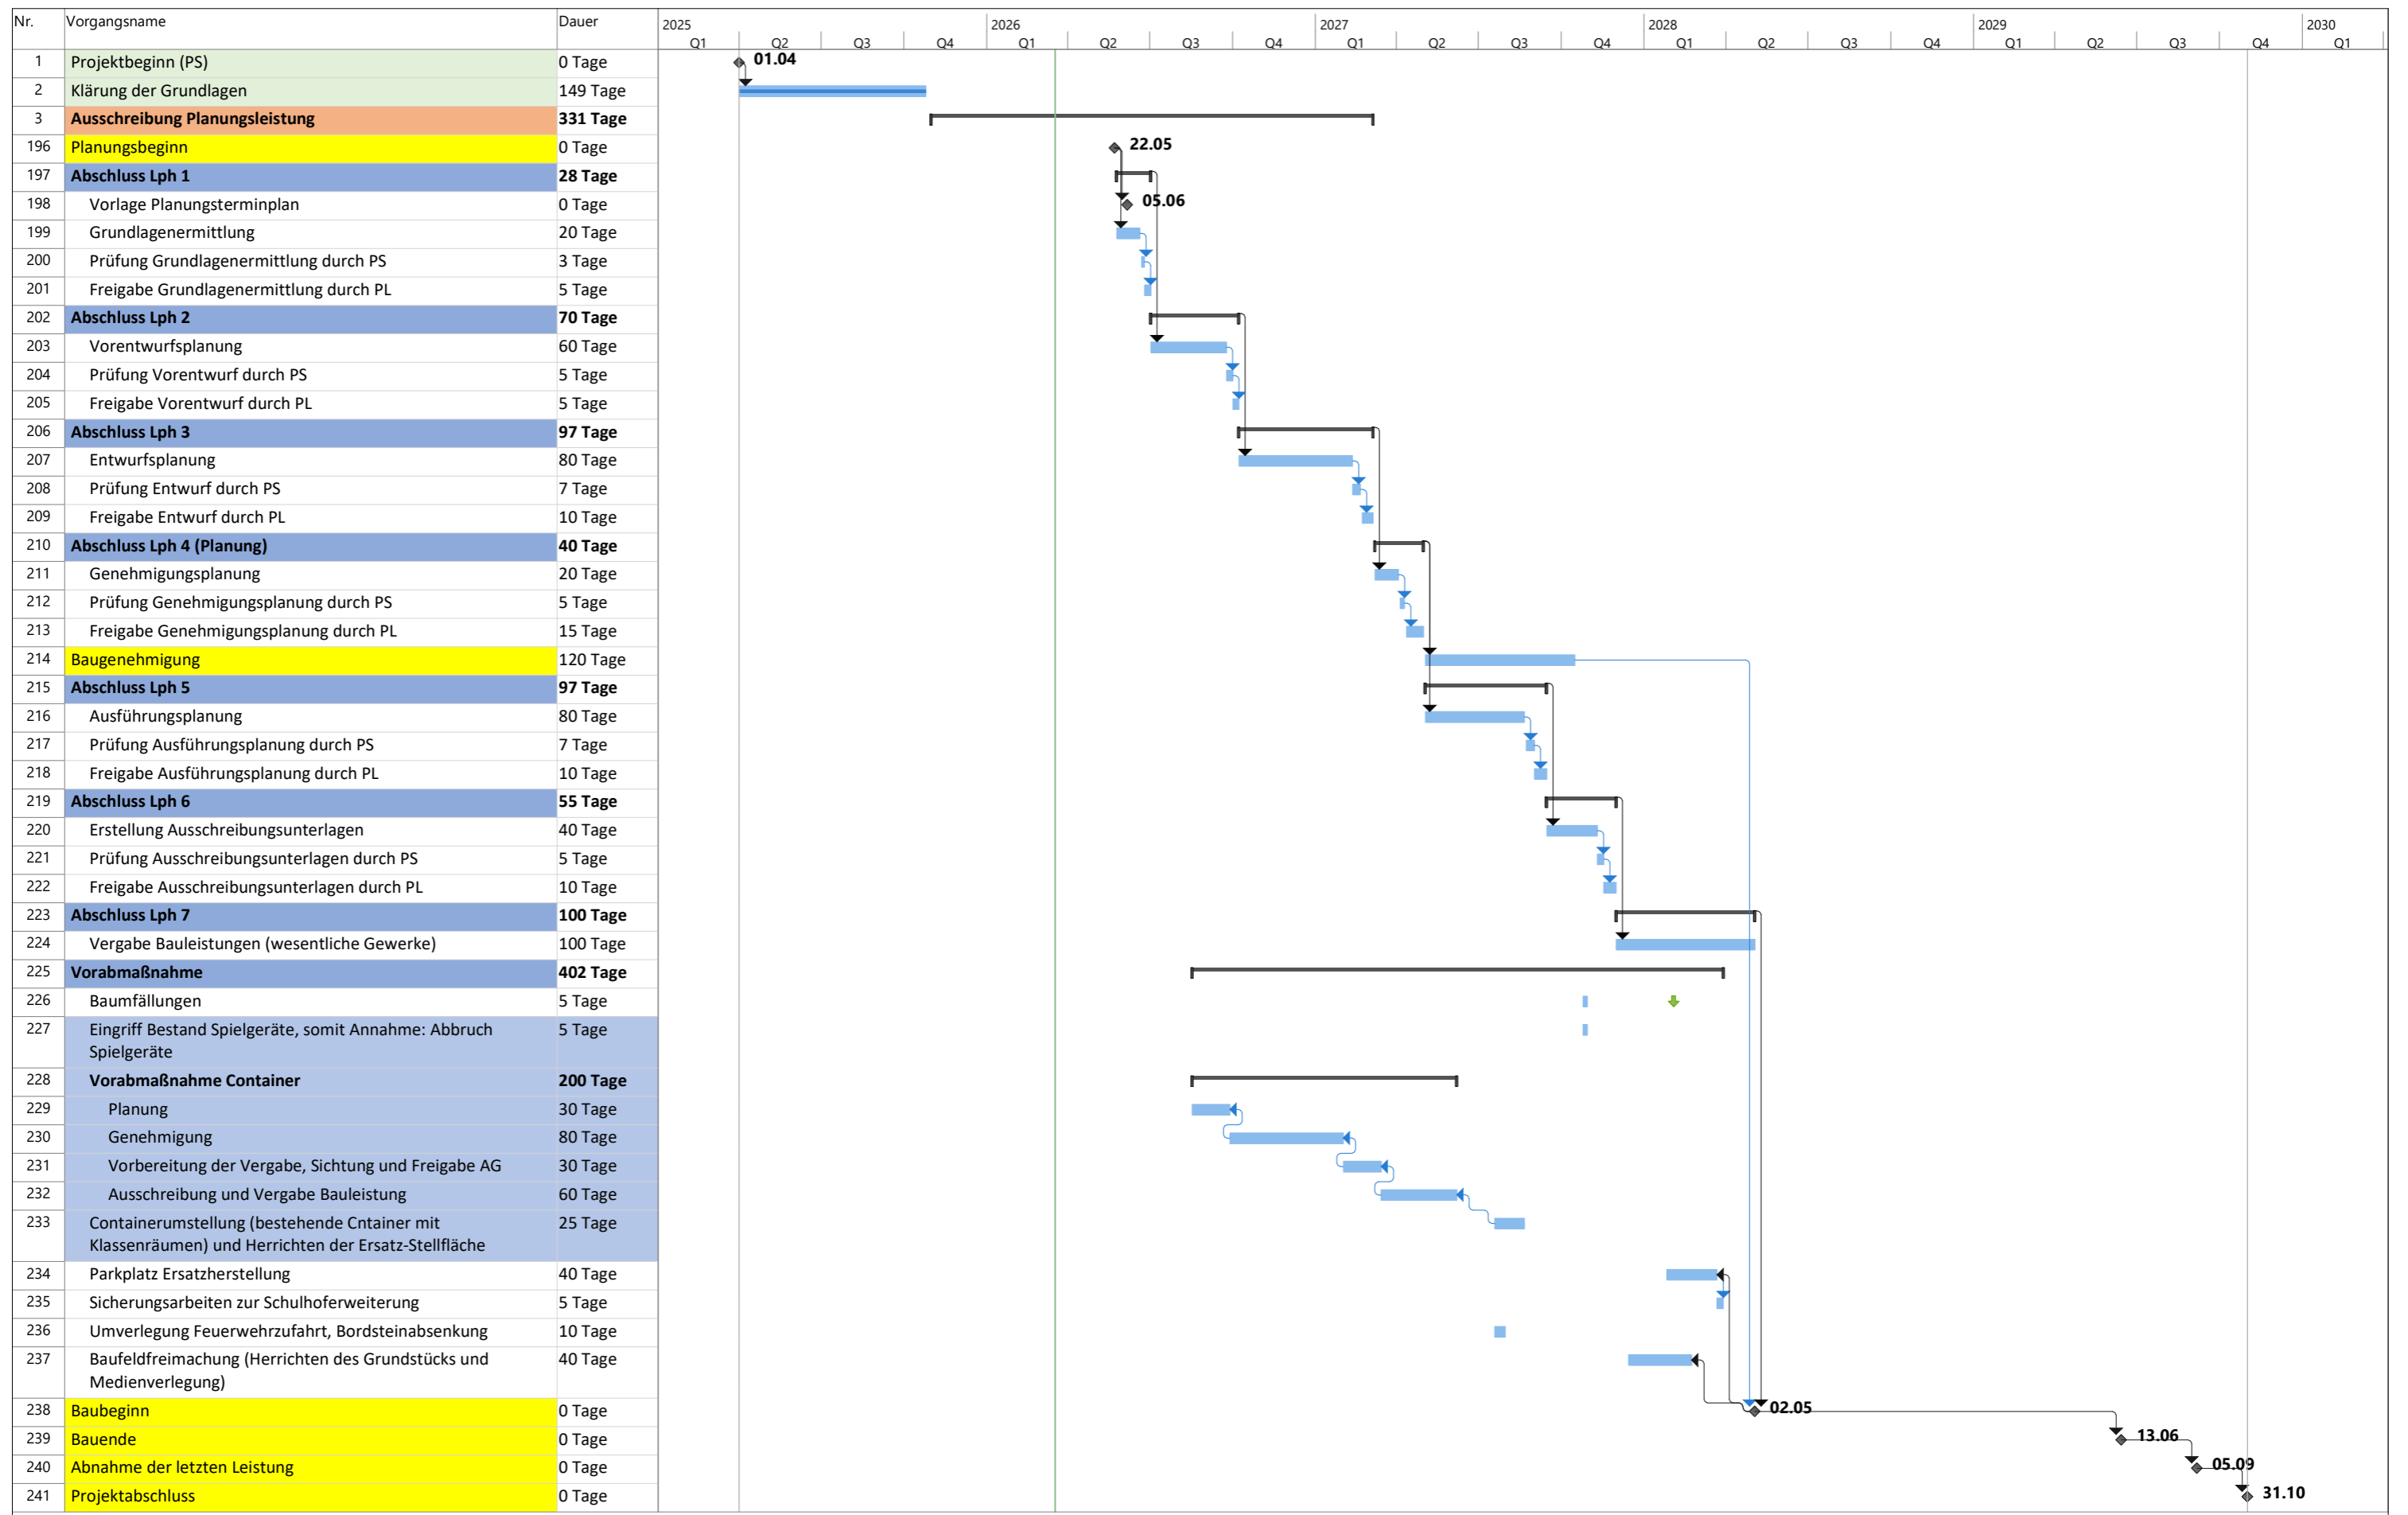 Nr. Vorgangsname Dauer 2025 2026 2027 2028 2029 2030
Q1 Q2 Q3 Q4 Q1 Q2 Q3 Q4 Q1 Q2 Q3 Q4 Q1 Q2 Q3 Q4 Q1 Q2 Q3 Q4 Q1
1 Projektbeginn (PS) 0 Tage 01.04
2 Klärung der Grundlagen 149 Tage
3 Ausschreibung Planungsleistung 331 Tage
196 Planungsbeginn 0 Tage 22.05
197 Abschluss Lph 1 28 Tage
198 Vorlage Planungsterminplan 0 Tage 05.06
199 Grundlagenermittlung 20 Tage
200 Prüfung Grundlagenermittlung durch PS 3 Tage
201 Freigabe Grundlagenermittlung durch PL 5 Tage
202 Abschluss Lph 2 70 Tage
203 Vorentwurfsplanung 60 Tage
204 Prüfung Vorentwurf durch PS 5 Tage
205 Freigabe Vorentwurf durch PL 5 Tage
206 Abschluss Lph 3 97 Tage
207 Entwurfsplanung 80 Tage
208 Prüfung Entwurf durch PS 7 Tage
209 Freigabe Entwurf durch PL 10 Tage
210 Abschluss Lph 4 (Planung) 40 Tage
211 Genehmigungsplanung 20 Tage
212 Prüfung Genehmigungsplanung durch PS 5 Tage
213 Freigabe Genehmigungsplanung durch PL 15 Tage
214 Baugenehmigung 120 Tage
215 Abschluss Lph 5 97 Tage
216 Ausführungsplanung 80 Tage
217 Prüfung Ausführungsplanung durch PS 7 Tage
218 Freigabe Ausführungsplanung durch PL 10 Tage
219 Abschluss Lph 6 55 Tage
220 Erstellung Ausschreibungsunterlagen 40 Tage
221 Prüfung Ausschreibungsunterlagen durch PS 5 Tage
222 Freigabe Ausschreibungsunterlagen durch PL 10 Tage
223 Abschluss Lph 7 100 Tage
224 Vergabe Bauleistungen (wesentliche Gewerke) 100 Tage
225 Vorabmaßnahme 402 Tage
226 Baumfällungen 5 Tage
227 Eingriff Bestand Spielgeräte, somit Annahme: Abbruch 5 Tage
Spielgeräte
228 Vorabmaßnahme Container 200 Tage
229 Planung 30 Tage
230 Genehmigung 80 Tage
231 Vorbereitung der Vergabe, Sichtung und Freigabe AG 30 Tage
232 Ausschreibung und Vergabe Bauleistung 60 Tage
233 Containerumstellung (bestehende Cntainer mit 25 Tage
Klassenräumen) und Herrichten der Ersatz-Stellfläche
234 Parkplatz Ersatzherstellung 40 Tage
235 Sicherungsarbeiten zur Schulhoferweiterung 5 Tage
236 Umverlegung Feuerwehrzufahrt, Bordsteinabsenkung 10 Tage
237 Baufeldfreimachung (Herrichten des Grundstücks und 40 Tage
Medienverlegung)
238 Baubeginn 0 Tage 02.05
239 Bauende 0 Tage 13.06
240 Abnahme der letzten Leistung 0 Tage 05.09
241 Projektabschluss 0 Tage 31.10